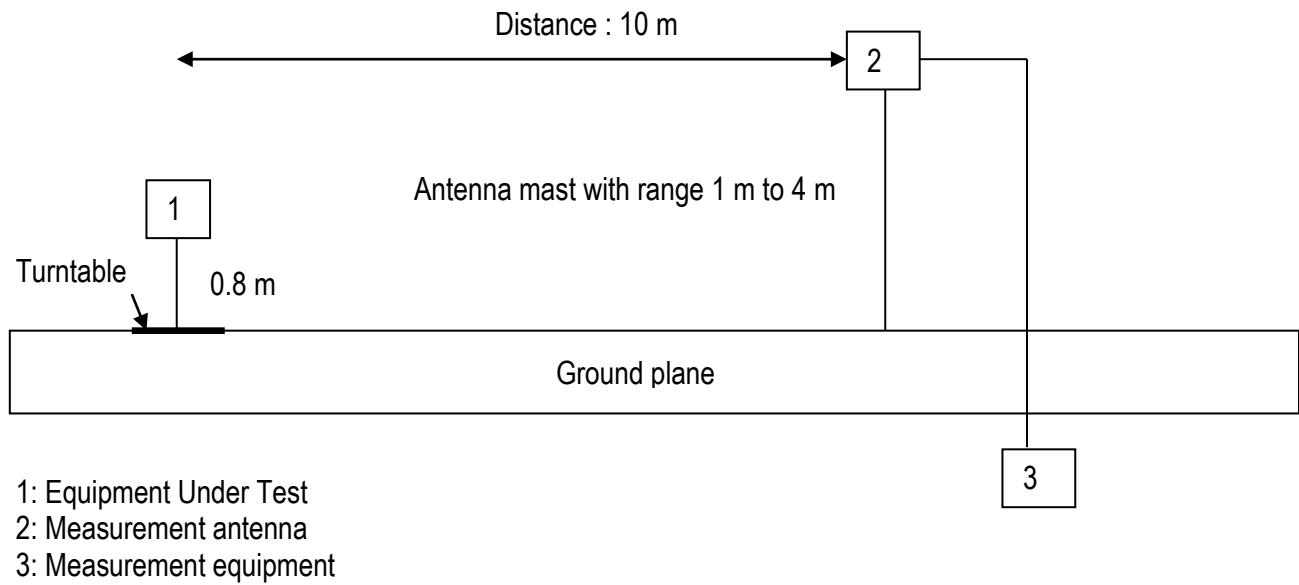 Distance : 10 m
2
Antenna mast with range 1 m to 4 m
1
Turntable
0.8 m
Ground plane
3
1: Equipment Under Test
2: Measurement antenna
3: Measurement equipment